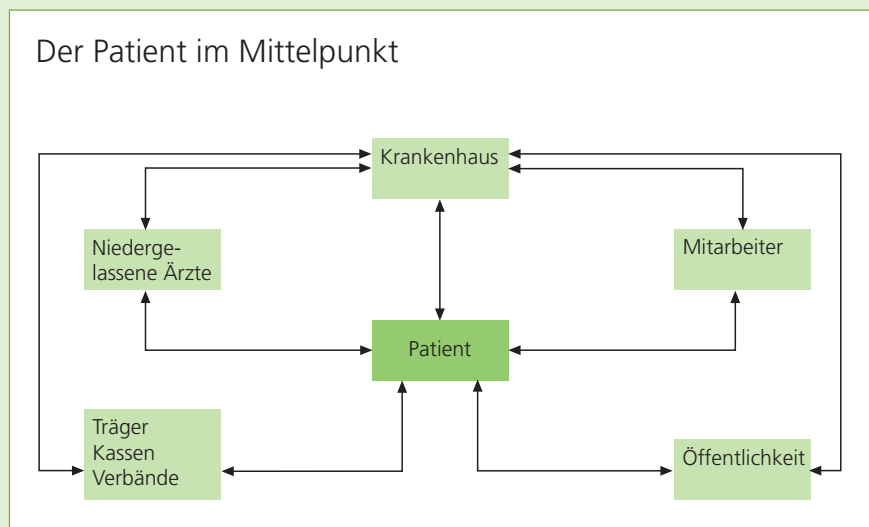 Der Patient im Mittelpunkt
Krankenhaus
Niederge-
lassene Ärzte
Mitarbeiter
Patient
Träger
Kassen
Verbände
Öffentlichkeit